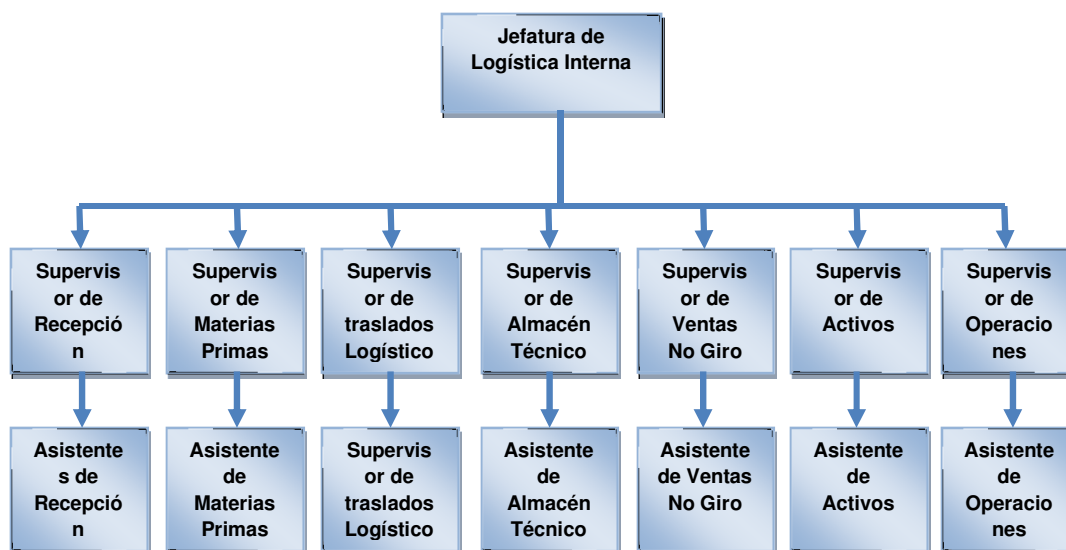 Jefatura de
Logística Interna
Supervis
or de
Recepció
n
Supervis
or de
Materias
Primas
Supervis
or de
traslados
Logístico
Supervis
or de
Almacén
Técnico
Supervis
or de
Ventas
No Giro
Supervis
or de
Activos
Supervis
or de
Operacio
nes
Asistente
s de
Recepció
n
Asistente
de
Materias
Primas
Supervis
or de
traslados
Logístico
Asistente
de
Almacén
Técnico
Asistente
de Ventas
No Giro
Asistente
de
Activos
Asistente
de
Operacio
nes